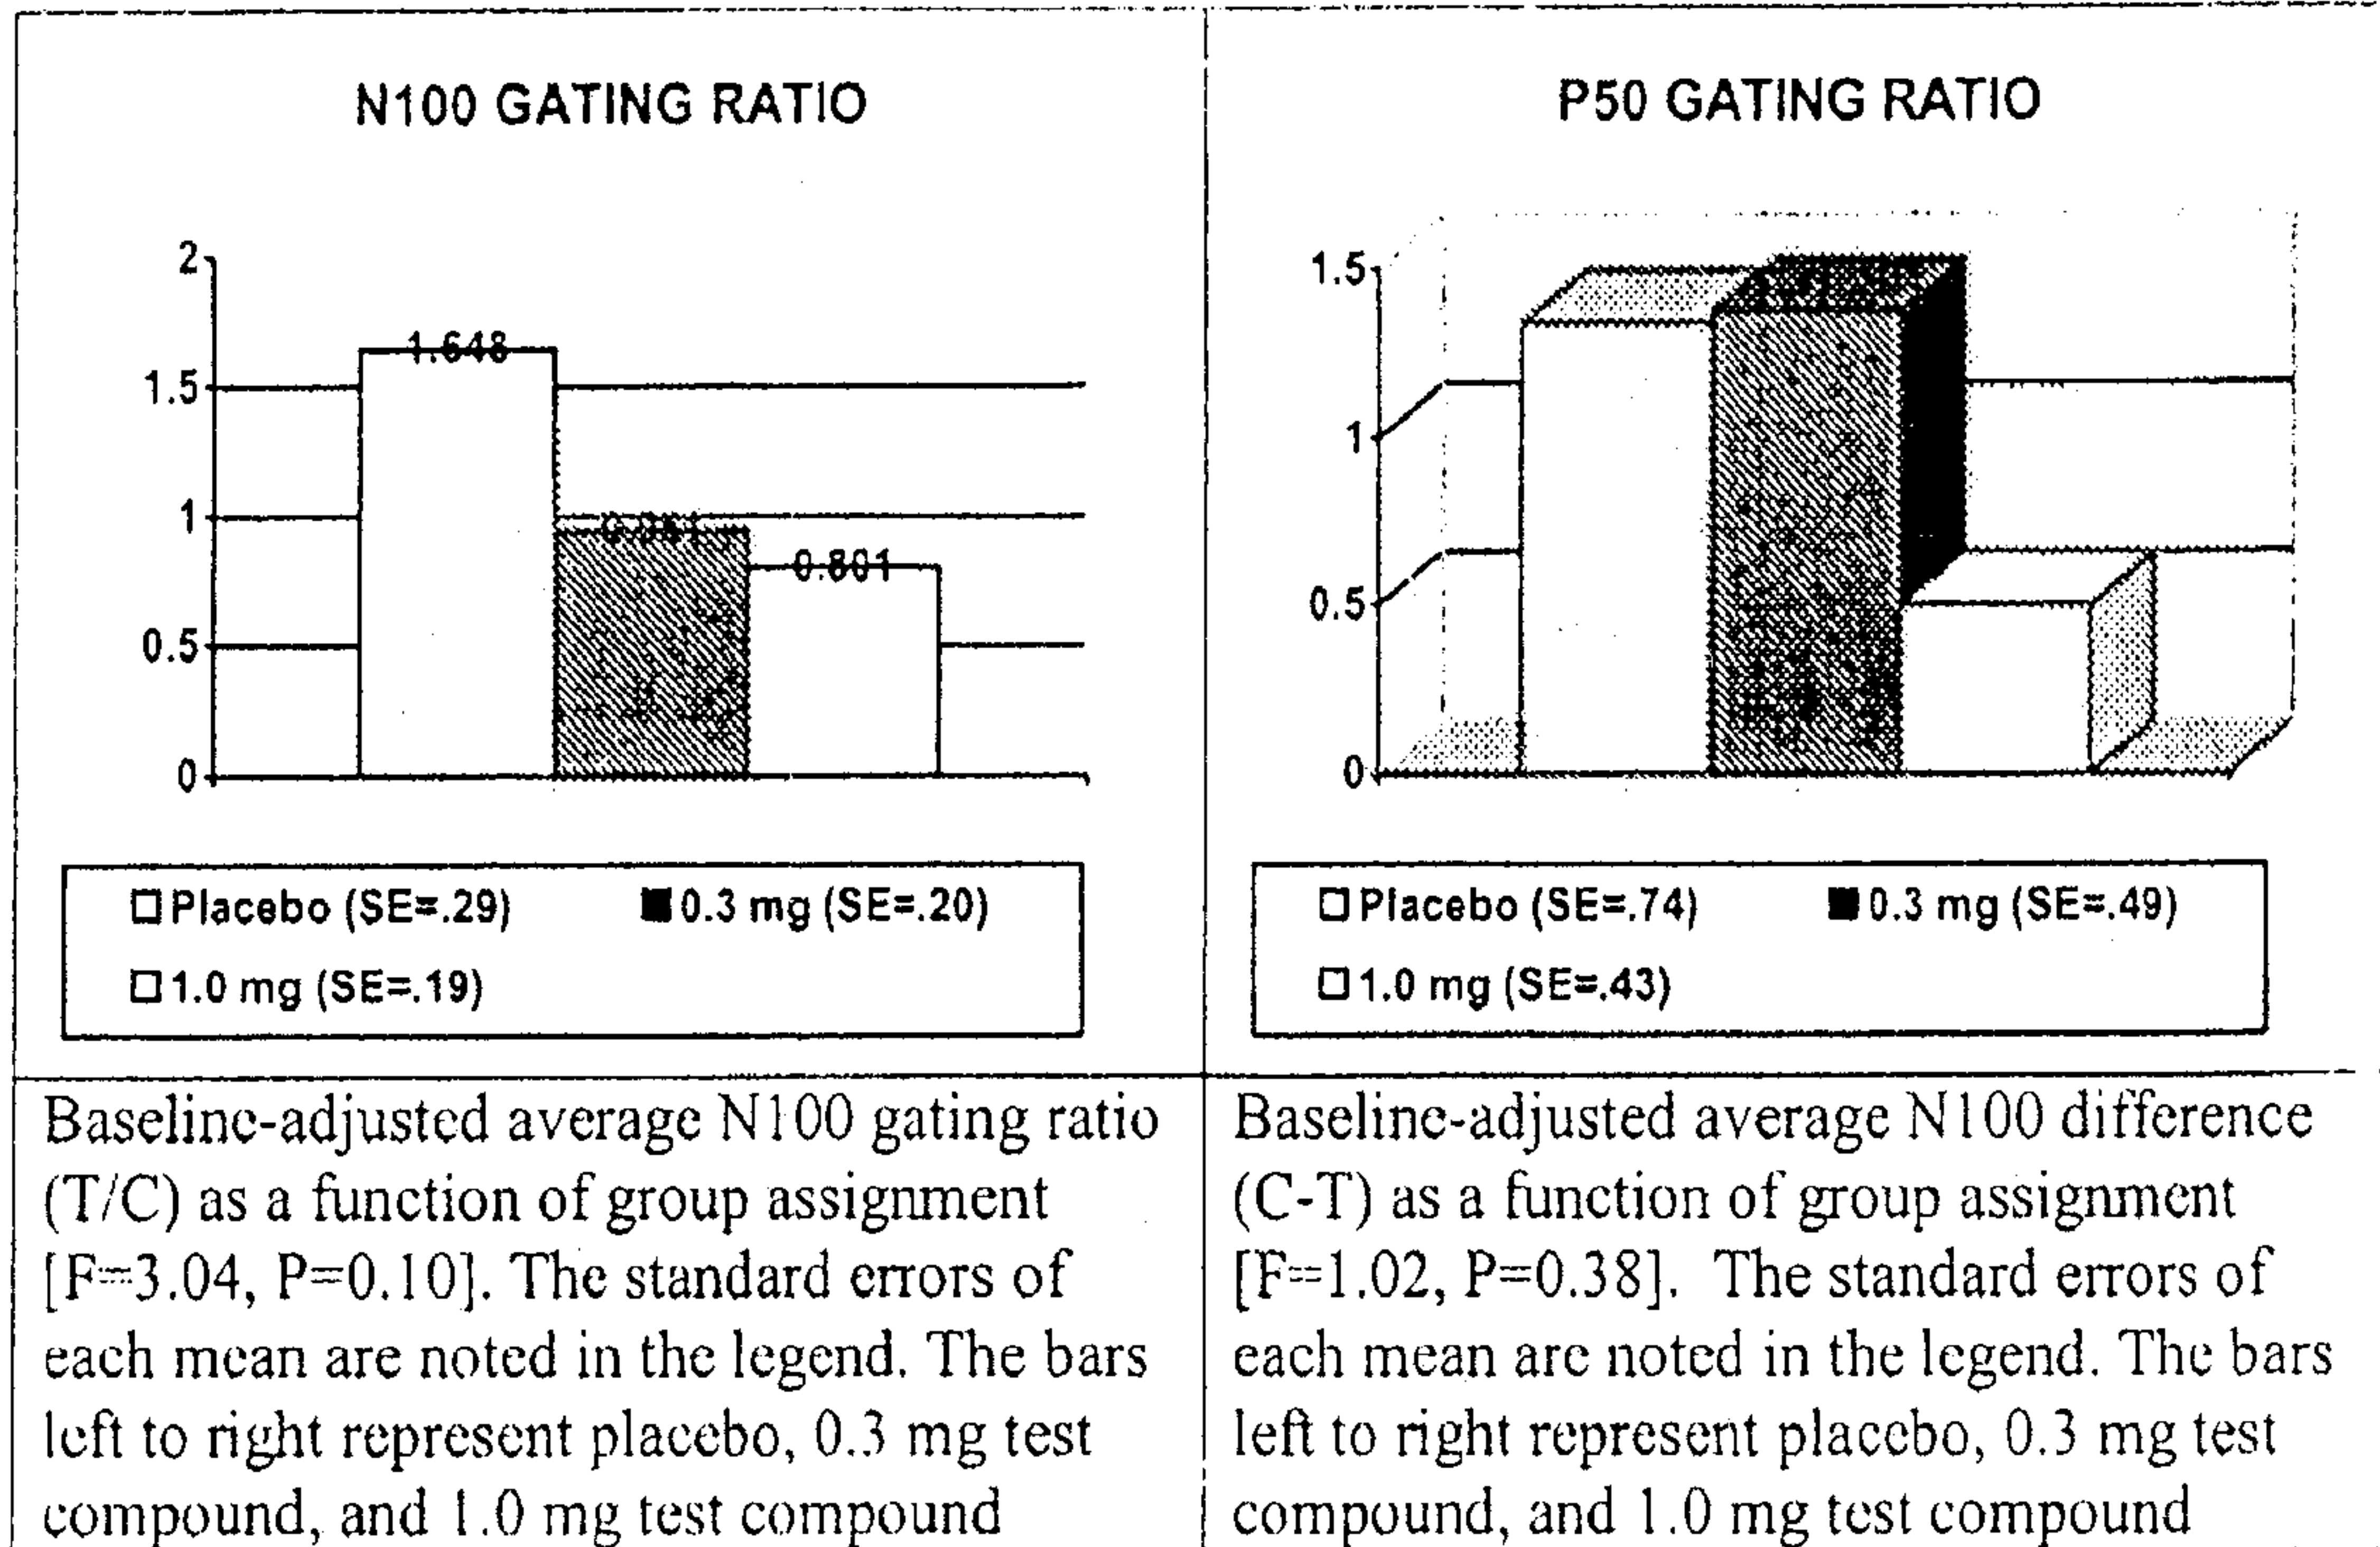 N100 GATING RATIO
2
1.5
1
0.5
0
1.648
0.801
Placebo (SE=.29)
0.3 mg (SE=.20)
1.0 mg (SE=.19)
Baseline-adjusted average N100 gating ratio
(T/C) as a function of group assignment
[F=3.04, P=0.10]. The standard errors of
each mean are noted in the legend. The bars
left to right represent placebo, 0.3 mg test
compound, and 1.0 mg test compound
P50 GATING RATIO
1.5
1
0.5
0
Placebo (SE=.74)
0.3 mg (SE=.49)
1.0 mg (SE=.43)
Baseline-adjusted average N100 difference
(C-T) as a function of group assignment
[F=1.02, P=0.38]. The standard errors of
each mean are noted in the legend. The bars
left to right represent placebo, 0.3 mg test
compound, and 1.0 mg test compound